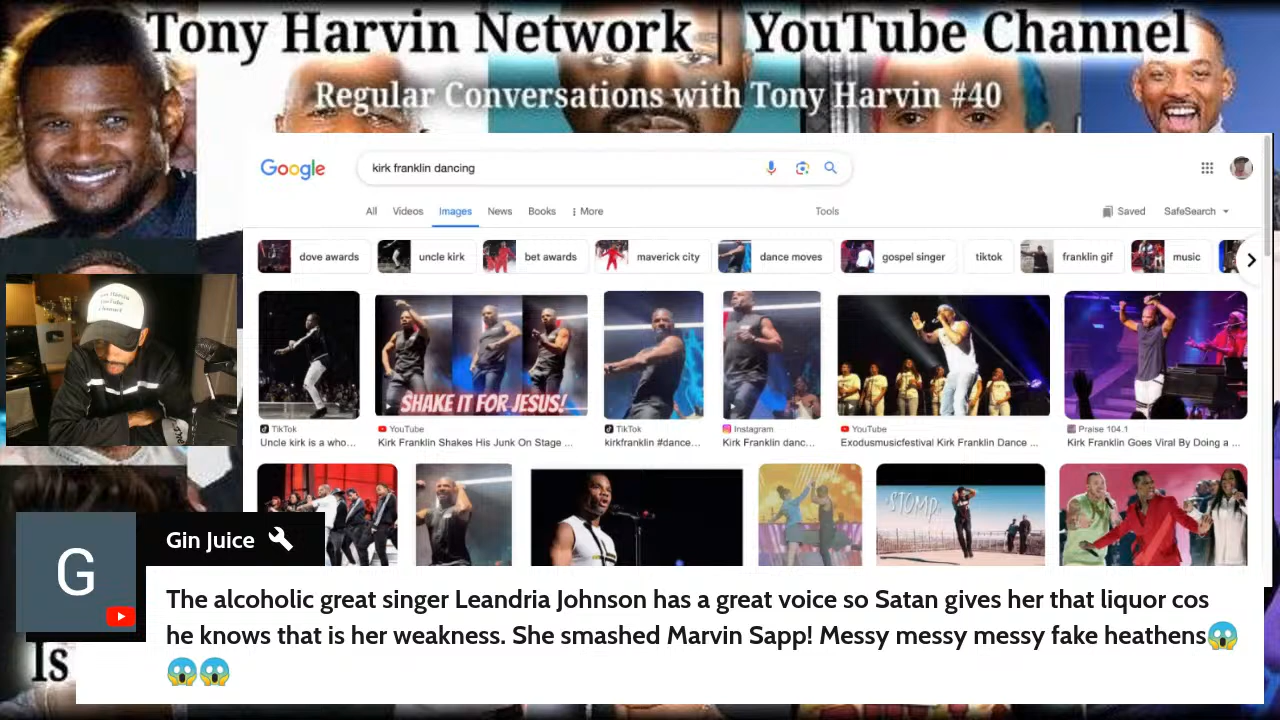 Tony Harvin Network | YouTube Channel
Regular Conversations with Tony Harvin #40
Google
kirk franklin dancing
All Videos Images News Books More Tools Saved SafeSearch
dove awards uncle kirk bet awards maverick city dance moves gospel singer tiktok franklin gif music
SHAKE IT FOR JESUS!
TikTok YouTube TikTok Instagram YouTube Praise 104.1
Uncle kirk is a who... Kirk Franklin Shakes His Junk On Stage ... kirkfranklin #dance... Kirk Franklin danc... Exodusmusicfestival Kirk Franklin Dance ... Kirk Franklin Goes Viral By Doing a ...
STOMP
G
Gin Juice
The alcoholic great singer Leandria Johnson has a great voice so Satan gives her that liquor cos
he knows that is her weakness. She smashed Marvin Sapp! Messy messy messy fake heathens😱
😱😱
Is